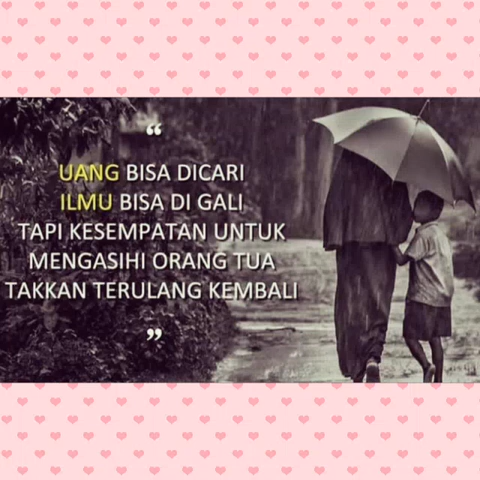 “
UANG BISA DICARI
ILMU BISA DI GALI
TAPI KESEMPATAN UNTUK
MENGASIHI ORANG TUA
TAKKAN TERULANG KEMBALI
”